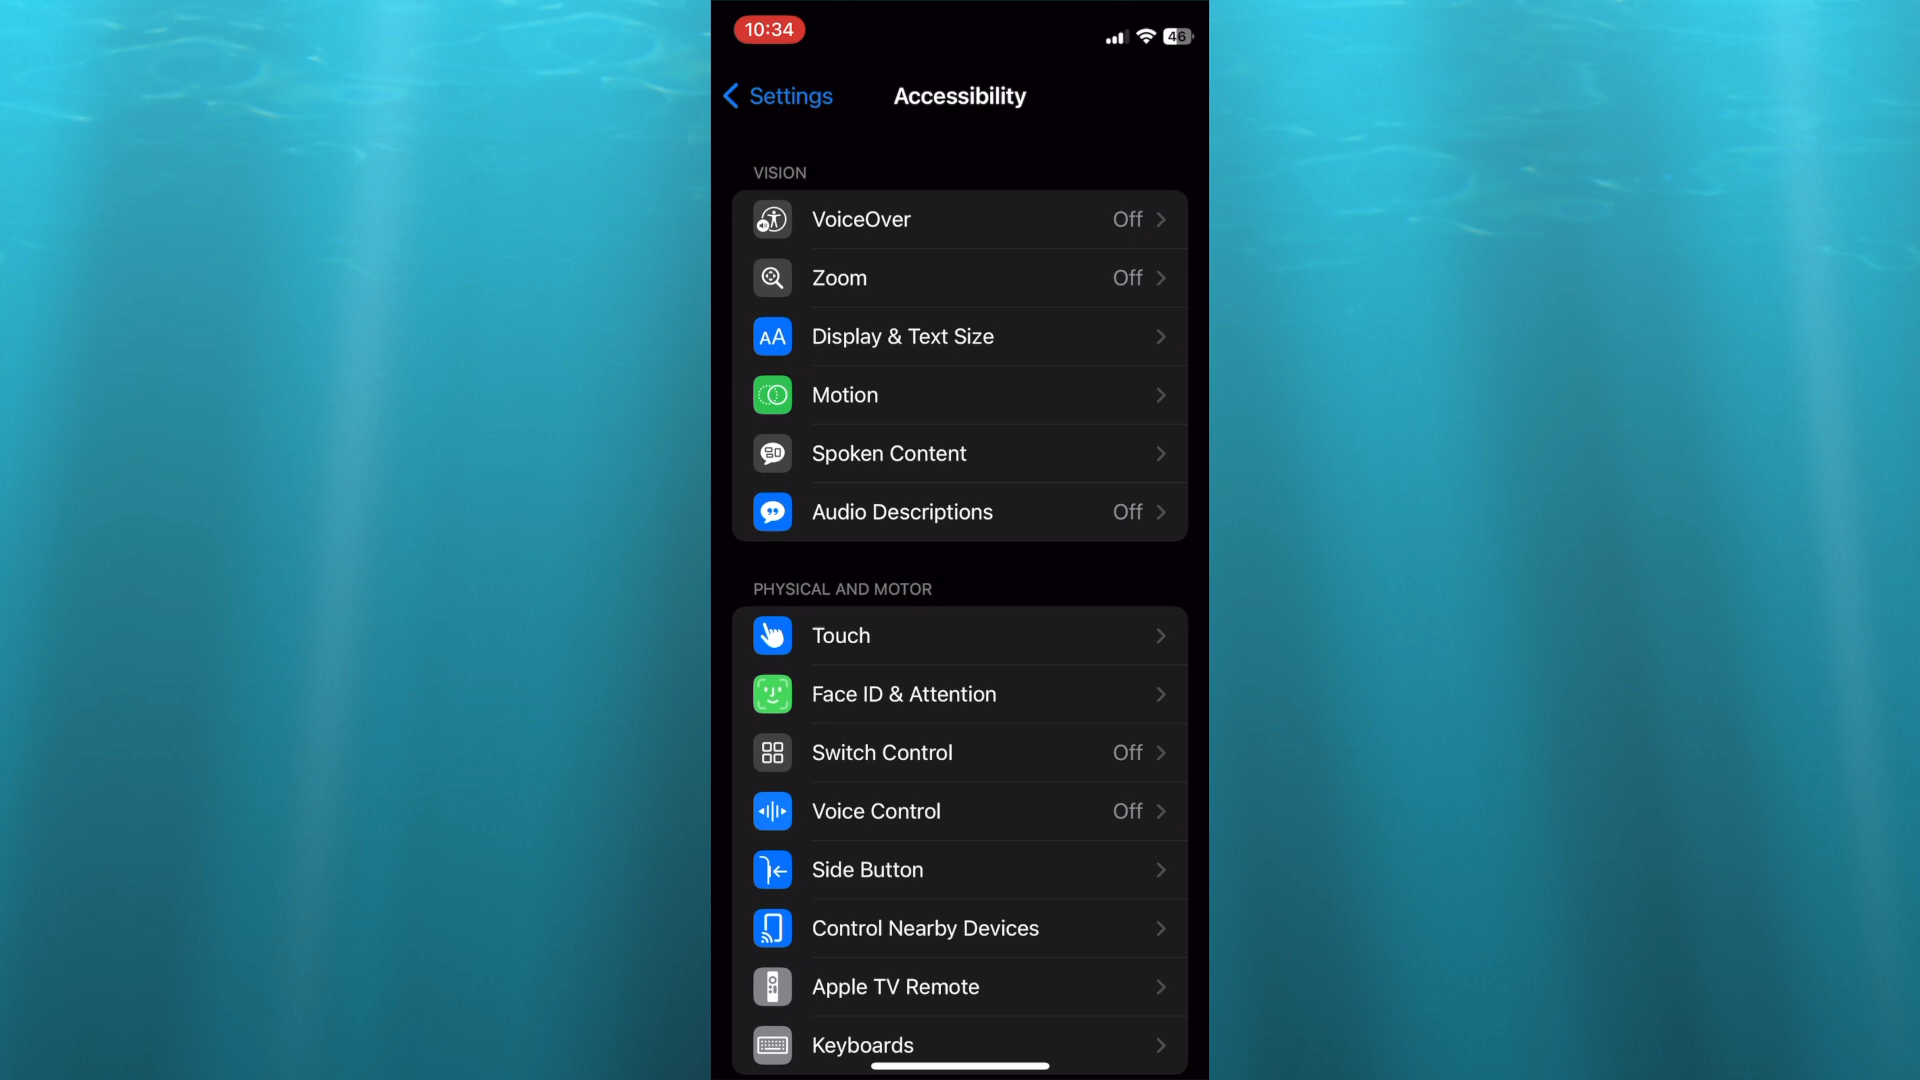 10:34
46
Settings
Accessibility
VISION
VoiceOver Off
Zoom Off
AA Display & Text Size
Motion
Spoken Content
Audio Descriptions Off
PHYSICAL AND MOTOR
Touch
Face ID & Attention
Switch Control Off
Voice Control Off
Side Button
Control Nearby Devices
Apple TV Remote
Keyboards